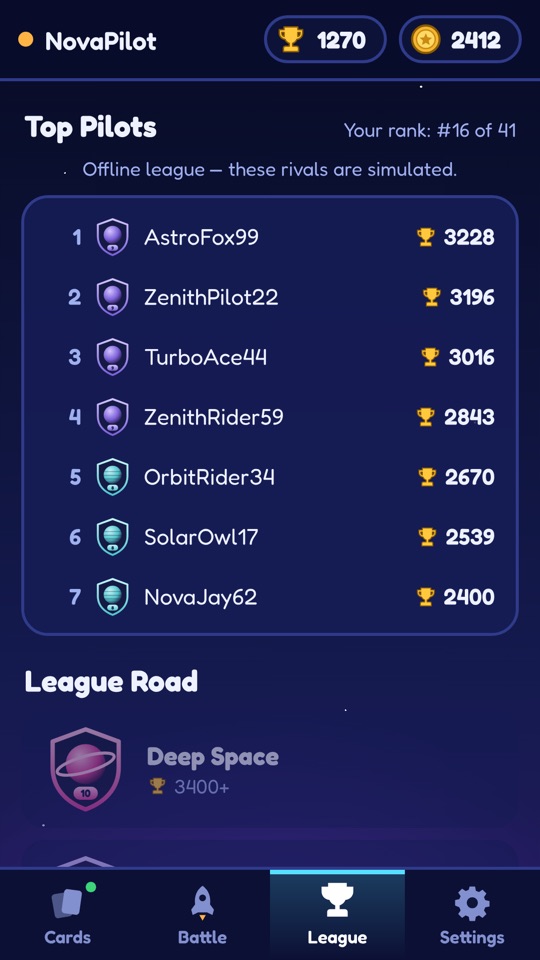 NovaPilot 1270 2412
Top Pilots Your rank: #16 of 41
Offline league — these rivals are simulated.
1 AstroFox99 3228
2 ZenithPilot22 3196
3 TurboAce44 3016
4 ZenithRider59 2843
5 OrbitRider34 2670
6 SolarOwl17 2539
7 NovaJay62 2400
League Road
Deep Space
10 3400+
Cards Battle League Settings